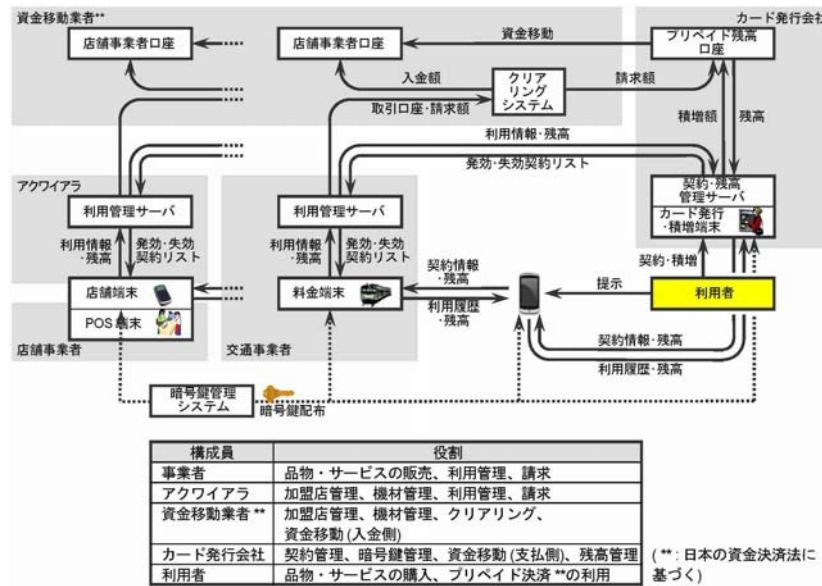 資金移動業者**
カード発行会社
店舗事業者口座
店舗事業者口座
資金移動
プリペイド残高
口座
入金額
クリア
リング
システム
請求額
取引口座・請求額
積増額
残高
利用情報・残高
発効・失効契約リスト
アクワイアラ
契約・残高
管理サーバ
利用管理サーバ
利用管理サーバ
カード発行
・積増端末
利用情報
・残高
発効・失効
契約リスト
利用情報
・残高
発効・失効
契約リスト
契約情報
・残高
契約・積増
店舗端末
料金端末
提示
利用者
利用履歴
・残高
POS 端末
店舗事業者
交通事業者
契約情報・残高
利用履歴・残高
暗号鍵管理
システム
暗号鍵配布
構成員 役割
事業者 品物・サービスの販売、利用管理、請求
アクワイアラ 加盟店管理、機材管理、利用管理、請求
資金移動業者** 加盟店管理、機材管理、クリアリング、
資金移動 (入金側)
カード発行会社 契約管理、暗号鍵管理、資金移動 (支払側)、残高管理
利用者 品物・サービスの購入、プリペイド決済**の利用
( ** : 日本の資金決済法に
基づく)